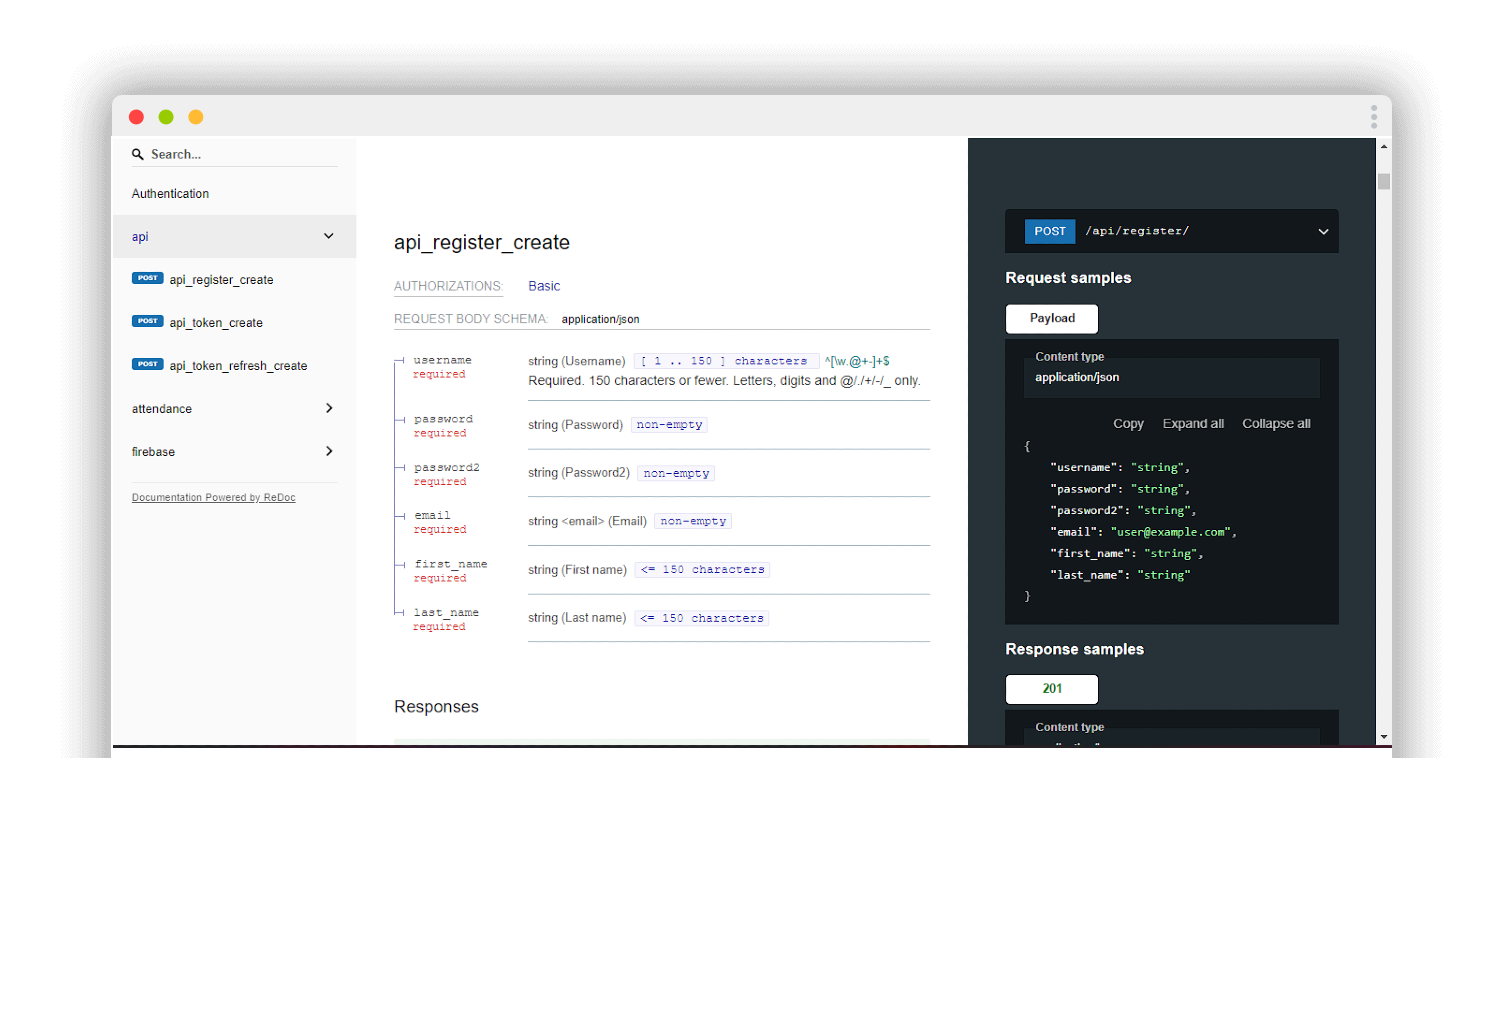 Search...
Authentication
api
POST api_register_create
POST api_token_create
POST api_token_refresh_create
attendance
firebase
Documentation Powered by ReDoc
api_register_create
AUTHORIZATIONS: Basic
REQUEST BODY SCHEMA: application/json
username string (Username) [ 1 .. 150 ] characters ^[\w.@+-]+$
required Required. 150 characters or fewer. Letters, digits and @/./+/-/_ only.
password string (Password) non-empty
required
password2 string (Password2) non-empty
required
email string <email> (Email) non-empty
required
first_name string (First name) <= 150 characters
required
last_name string (Last name) <= 150 characters
required
Responses
POST /api/register/
Request samples
Payload
Content type
application/json
Copy Expand all Collapse all
{
"username": "string",
"password": "string",
"password2": "string",
"email": "user@example.com",
"first_name": "string",
"last_name": "string"
}
Response samples
201
Content type